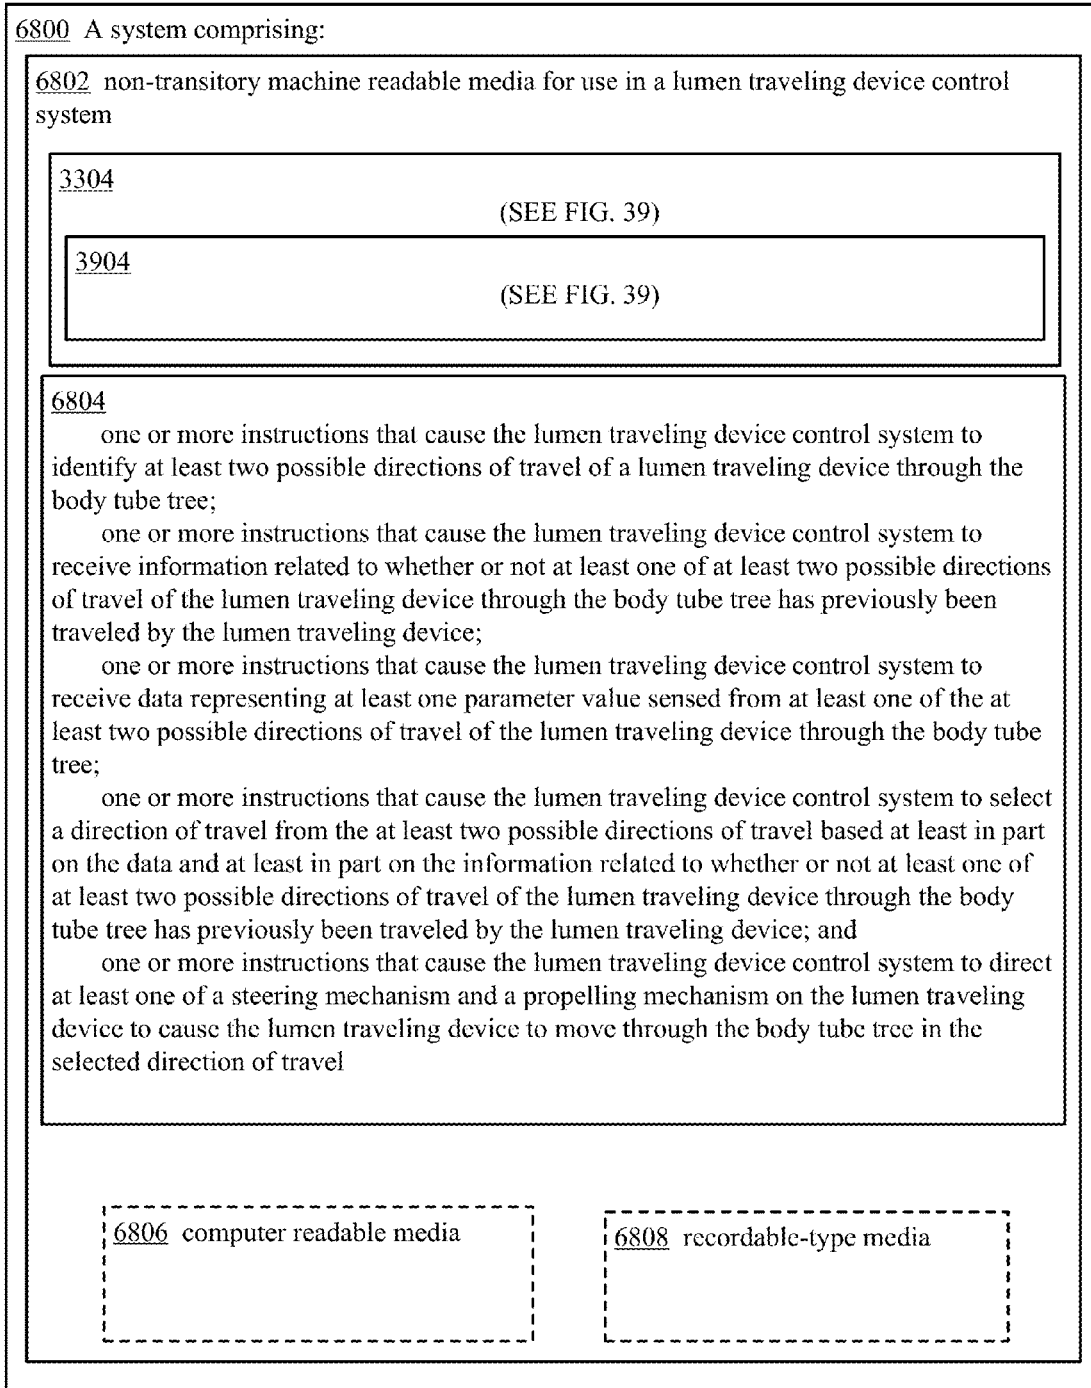 6800 A system comprising:
6802 non-transitory machine readable media for use in a lumen traveling device control
system
3304
(SEE FIG. 39)
3904
(SEE FIG. 39)
6804
one or more instructions that cause the lumen traveling device control system to
identify at least two possible directions of travel of a lumen traveling device through the
body tube tree;
one or more instructions that cause the lumen traveling device control system to
receive information related to whether or not at least one of at least two possible directions
of travel of the lumen traveling device through the body tube tree has previously been
traveled by the lumen traveling device;
one or more instructions that cause the lumen traveling device control system to
receive data representing at least one parameter value sensed from at least one of the at
least two possible directions of travel of the lumen traveling device through the body tube
tree;
one or more instructions that cause the lumen traveling device control system to select
a direction of travel from the at least two possible directions of travel based at least in part
on the data and at least in part on the information related to whether or not at least one of
at least two possible directions of travel of the lumen traveling device through the body
tube tree has previously been traveled by the lumen traveling device; and
one or more instructions that cause the lumen traveling device control system to direct
at least one of a steering mechanism and a propelling mechanism on the lumen traveling
device to cause the lumen traveling device to move through the body tube tree in the
selected direction of travel
6806 computer readable media
6808 recordable-type media